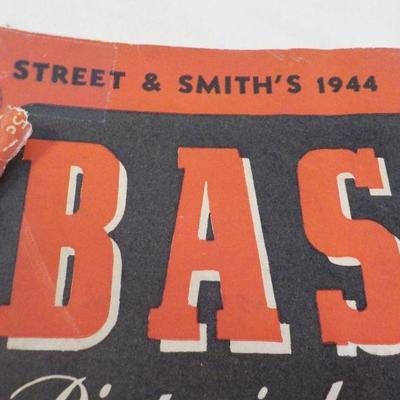 STREET & SMITH'S 1944
BAS